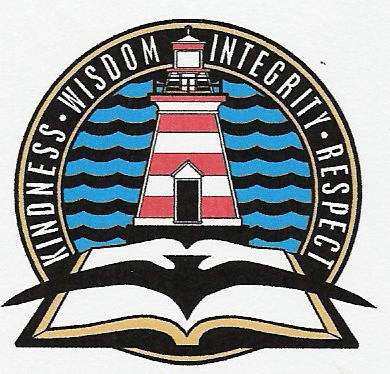 KINDNESS · WISDOM INTEGRITY · RESPECT